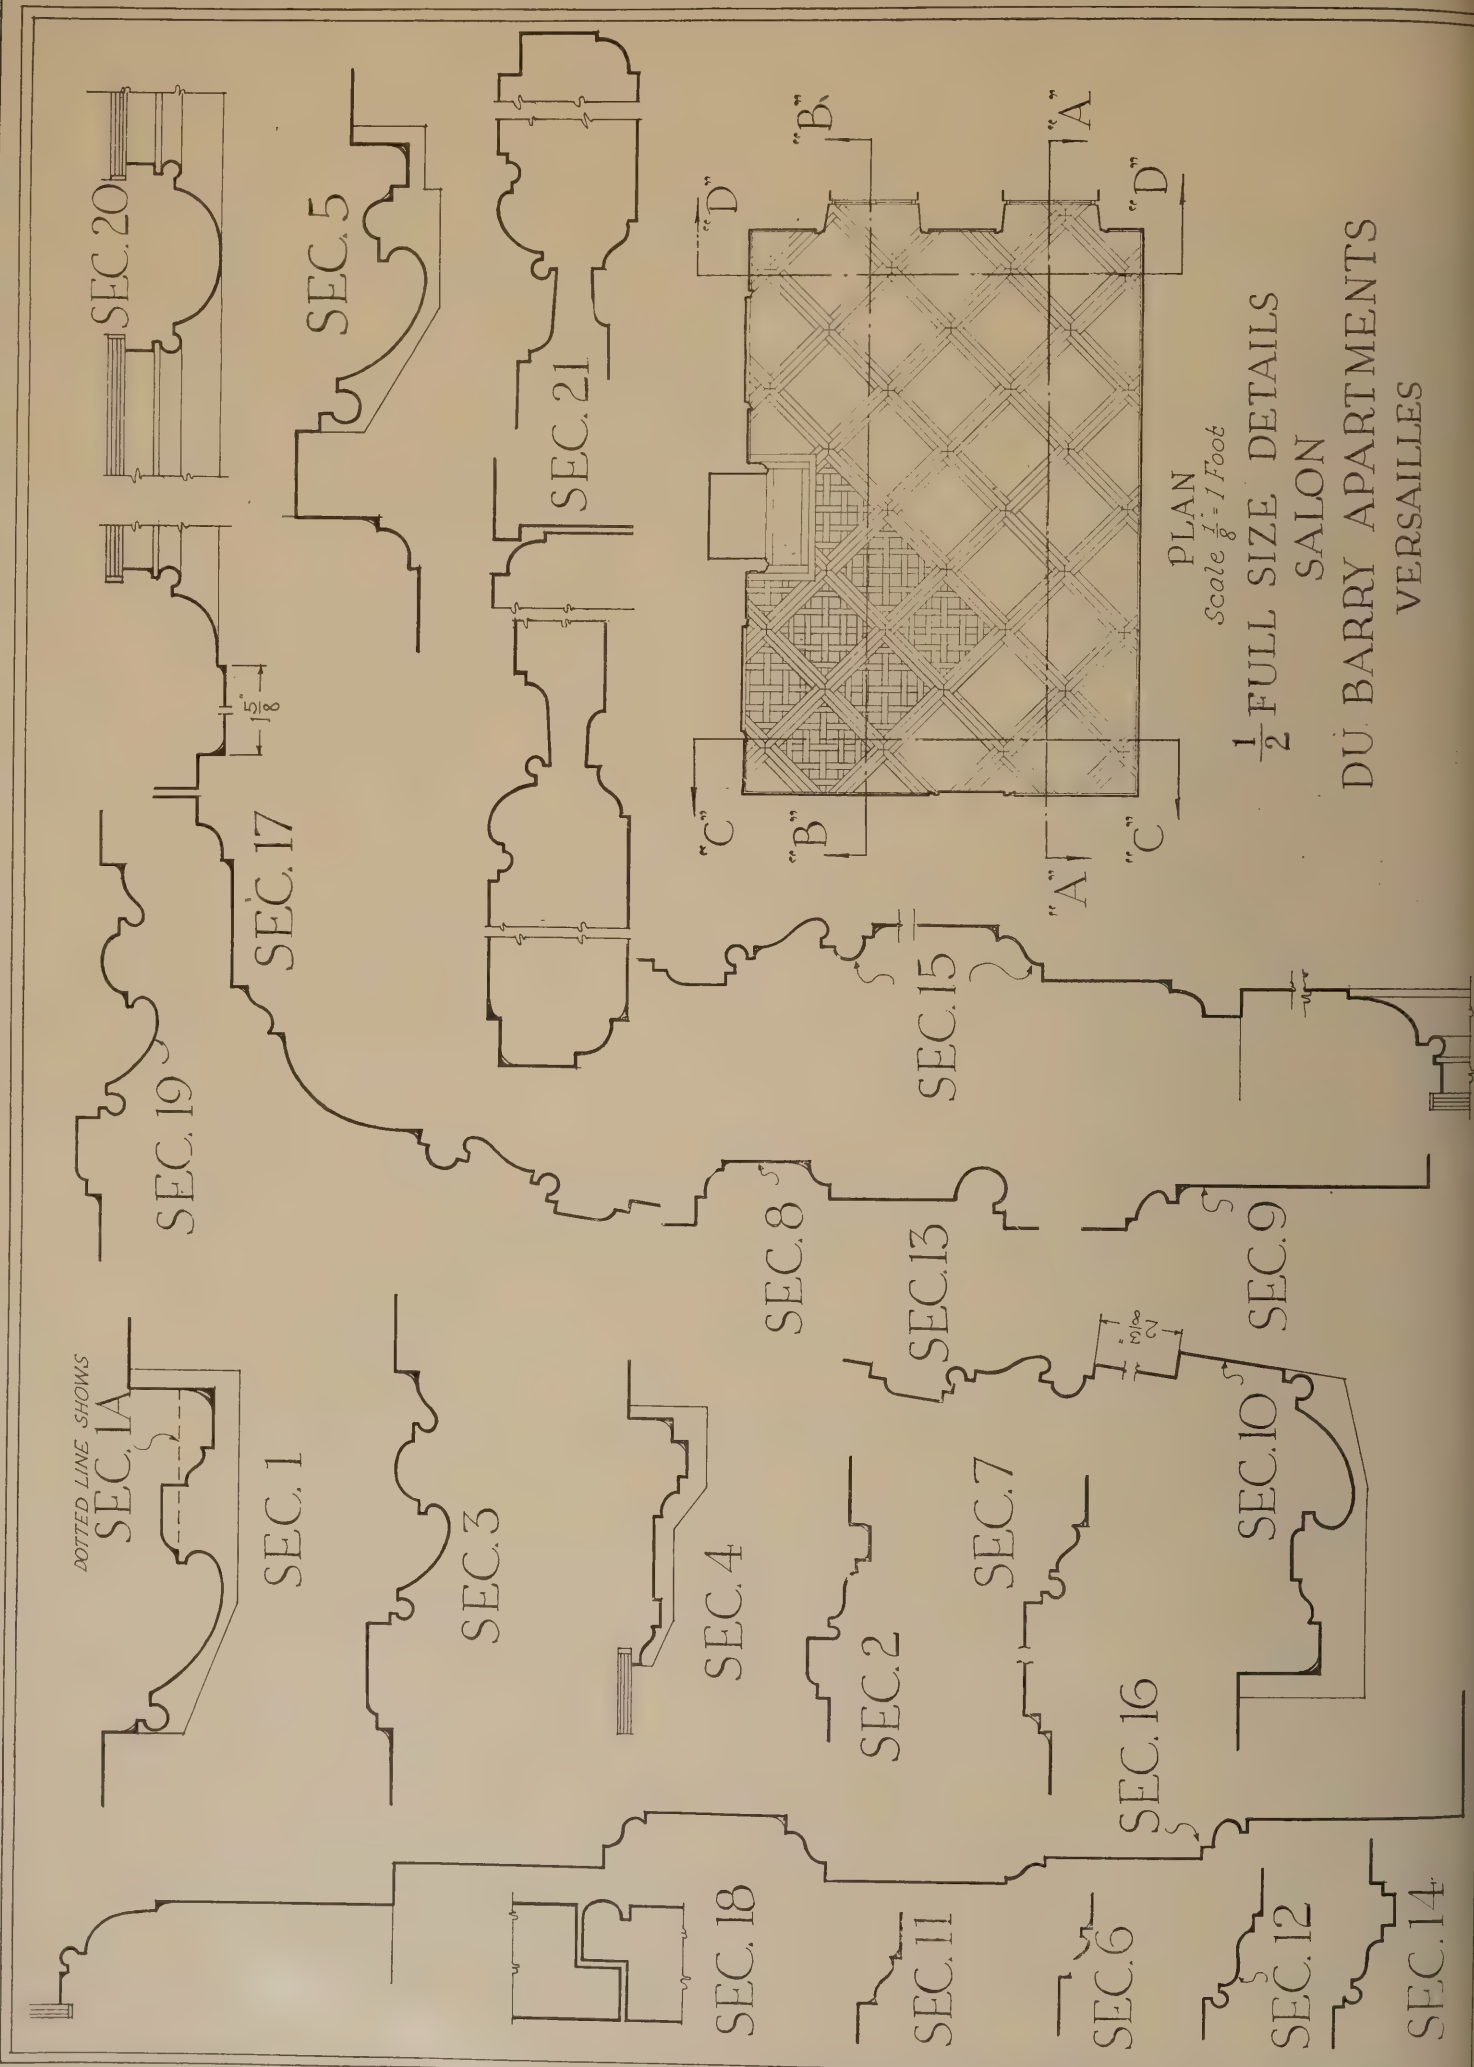 DOTTED LINE SHOWS
SEC. 1A
SEC. 1
SEC. 19
SEC. 20
SEC. 17
1 5/8"
SEC. 5
SEC. 3
SEC. 21
SEC. 4
SEC. 18
SEC. 8
SEC. 2
SEC. 15
SEC. 13
SEC. 11
SEC. 7
2 3/8"
SEC. 6
SEC. 16
SEC. 9
SEC. 10
SEC. 12
SEC. 14
"C"
"D"
"B"
"B"
"A"
"A"
"C"
"D"
PLAN
Scale 1/8" = 1 Foot
1/2 FULL SIZE DETAILS
SALON
DU BARRY APARTMENTS
VERSAILLES